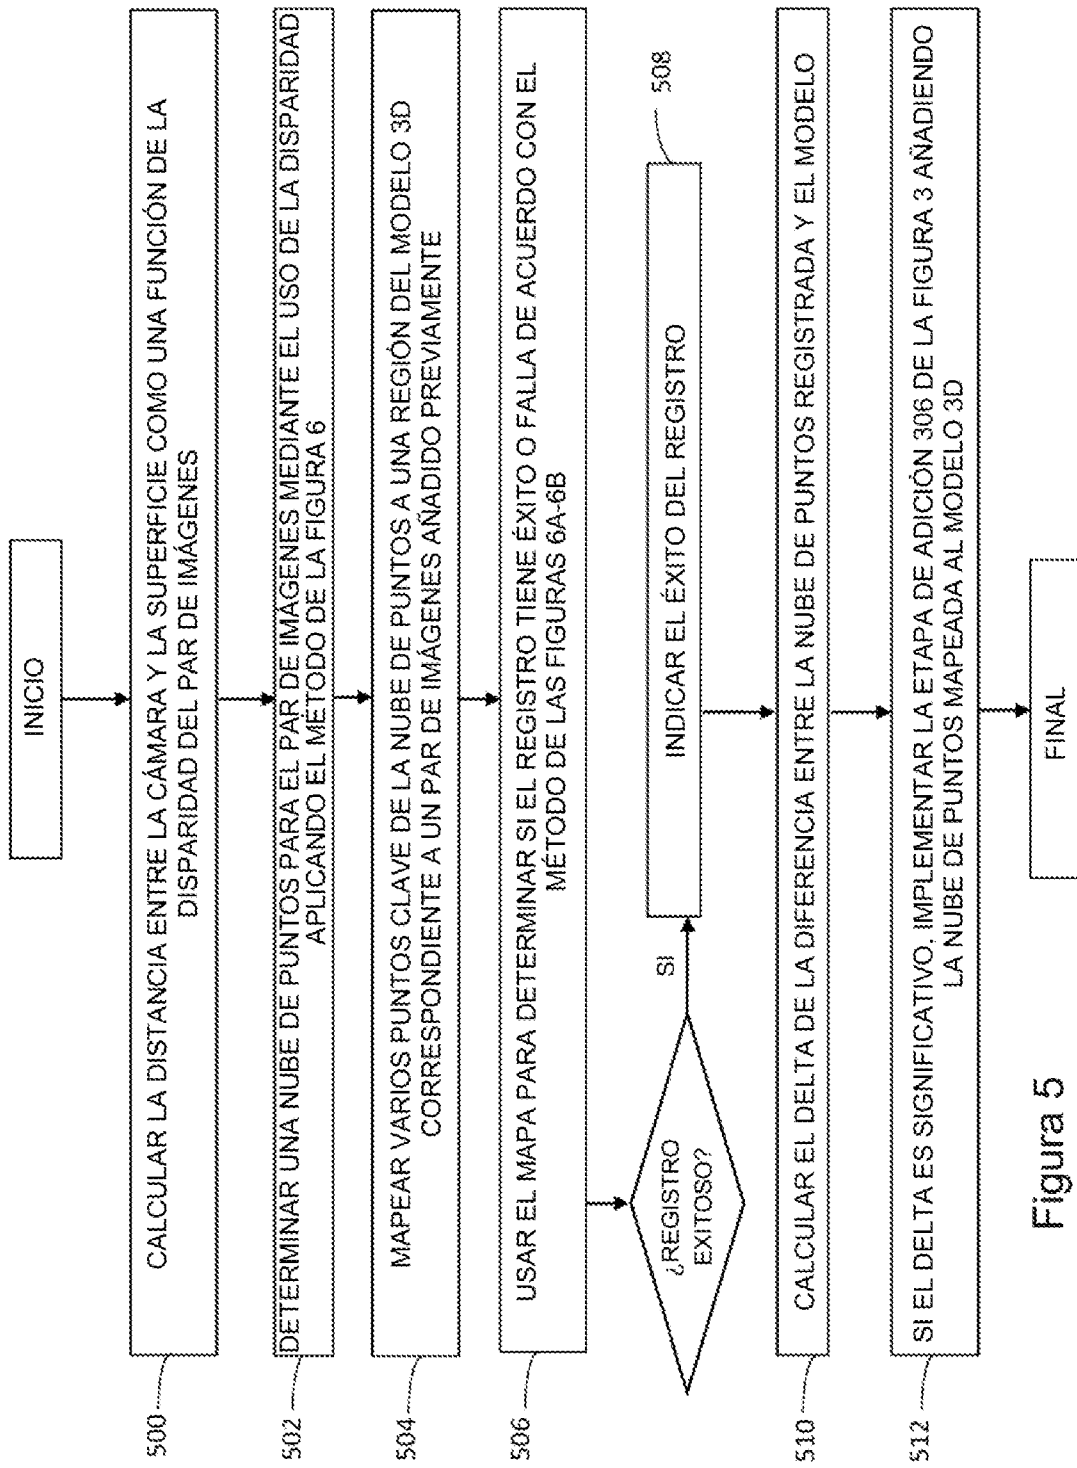 INICIO
500
CALCULAR LA DISTANCIA ENTRE LA CÁMARA Y LA SUPERFICIE COMO UNA FUNCIÓN DE LA
DISPARIDAD DEL PAR DE IMÁGENES
502
DETERMINAR UNA NUBE DE PUNTOS PARA EL PAR DE IMÁGENES MEDIANTE EL USO DE LA DISPARIDAD
APLICANDO EL MÉTODO DE LA FIGURA 6
504
MAPEAR VARIOS PUNTOS CLAVE DE LA NUBE DE PUNTOS A UNA REGIÓN DEL MODELO 3D
CORRESPONDIENTE A UN PAR DE IMÁGENES AÑADIDO PREVIAMENTE
506
USAR EL MAPA PARA DETERMINAR SI EL REGISTRO TIENE ÉXITO O FALLA DE ACUERDO CON EL
MÉTODO DE LAS FIGURAS 6A-6B
¿REGISTRO
EXITOSO?
SI
INDICAR EL ÉXITO DEL REGISTRO
508
510
CALCULAR EL DELTA DE LA DIFERENCIA ENTRE LA NUBE DE PUNTOS REGISTRADA Y EL MODELO
512
SI EL DELTA ES SIGNIFICATIVO, IMPLEMENTAR LA ETAPA DE ADICIÓN 306 DE LA FIGURA 3 AÑADIENDO
LA NUBE DE PUNTOS MAPEADA AL MODELO 3D
FINAL
Figura 5